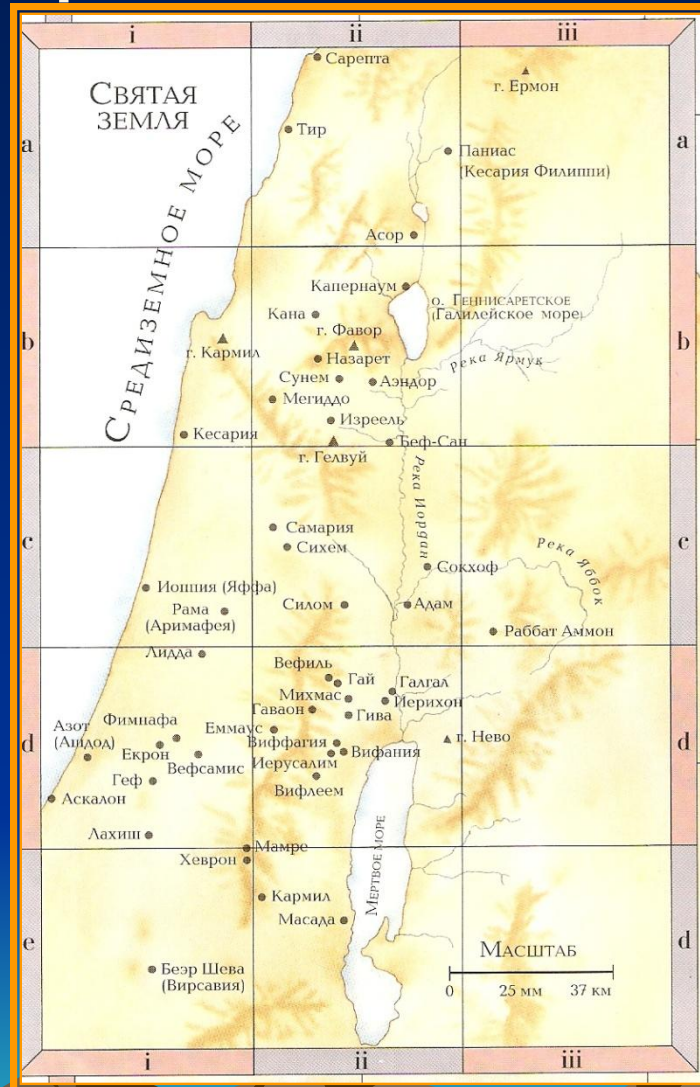 i
ii
iii
СВЯТАЯ
ЗЕМЛЯ
СРЕДИЗЕМНОЕ МОРЕ
a
a
Сарепта
г. Ермон
Тир
Паниас
(Кесария Филиппи)
Асор
b
b
Капернаум
о. ГЕННИСАРЕТСКОЕ
(Галилейское море)
Кана
г. Фавор
г. Кармил
Назарет
Река Ярмук
Сунем
Аэндор
Мегиддо
Изреель
Кесария
Беф-Сан
г. Гелвуй
c
c
Река Иордан
Самария
Сихем
Река Яббок
Сокхоф
Иоппия (Яффа)
Рама
(Аримафея)
Силом
Адам
Раббат Аммон
Лидда
d
d
Вефиль
Гай
Галгал
Михмас
Иерихон
Гаваон
Гива
Азот
(Ашдод)
Фимнафа
Еммаус
Виффагия
г. Нево
Екрон
Вефсамис
Иерусалим
Вифания
Геф
Вифлеем
Аскалон
Лахиш
МЕРТВОЕ МОРЕ
Мамре
Хеврон
e
d
Кармил
Масада
МАСШТАБ
0 25 мм 37 км
Беэр Шева
(Вирсавия)
i
ii
iii